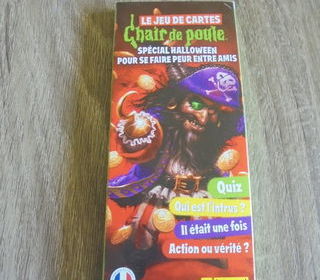 LE JEU DE CARTES
Chair de poule
SPÉCIAL HALLOWEEN
POUR SE FAIRE PEUR ENTRE AMIS
Quiz
Qui est l'intrus ?
Il était une fois
Action ou vérité ?